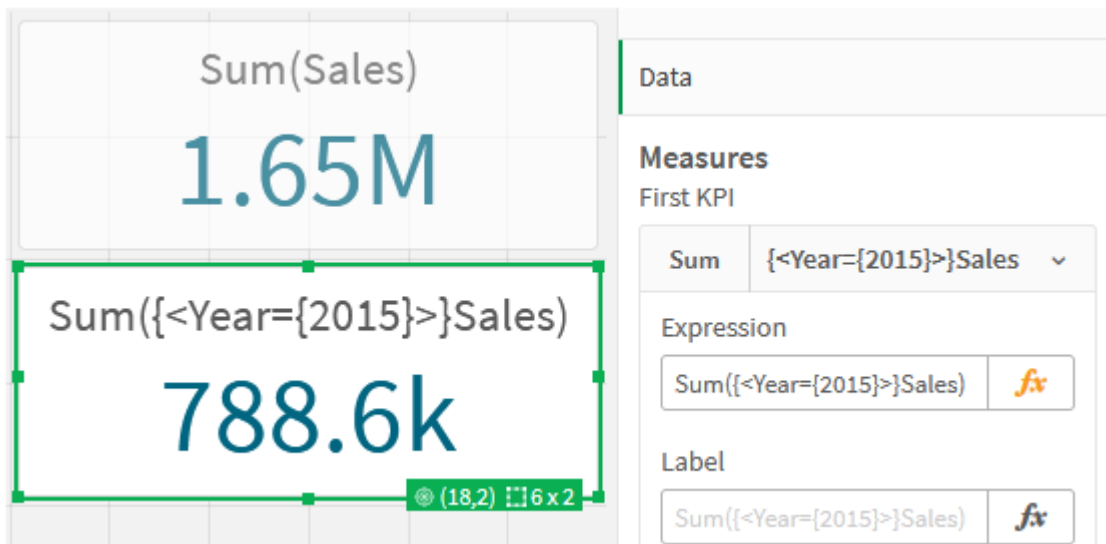 Sum(Sales)
1.65M
Sum({<Year={2015}>}Sales)
788.6k
(18,2) 6 x 2
Data
Measures
First KPI
Sum {<Year={2015}>}Sales
Expression
Sum({<Year={2015}>}Sales) fx
Label
Sum({<Year={2015}>}Sales) fx